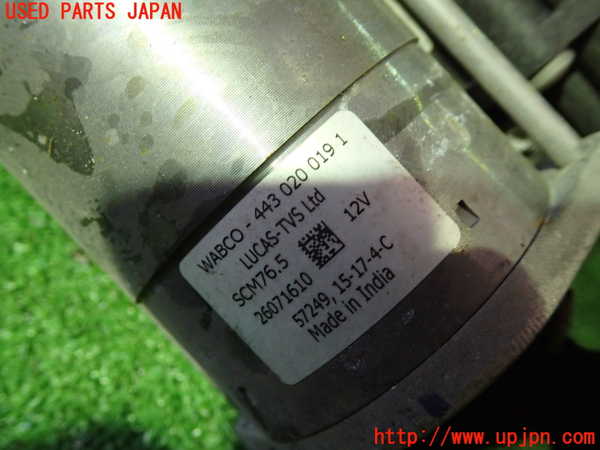 USED PARTS JAPAN
WABCO - 443 020 019 1
LUCAS-TVS Ltd
SCM76.5
12V
26071610
57249, 15-17-4-C
Made in India
http://www.upjpn.com